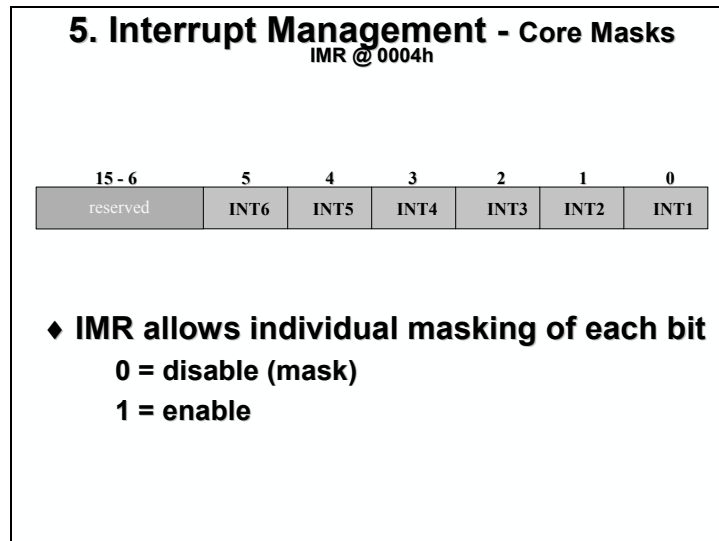 5. Interrupt Management - Core Masks
IMR @ 0004h
15 - 6 5 4 3 2 1 0
reserved INT6 INT5 INT4 INT3 INT2 INT1
♦ IMR allows individual masking of each bit
0 = disable (mask)
1 = enable